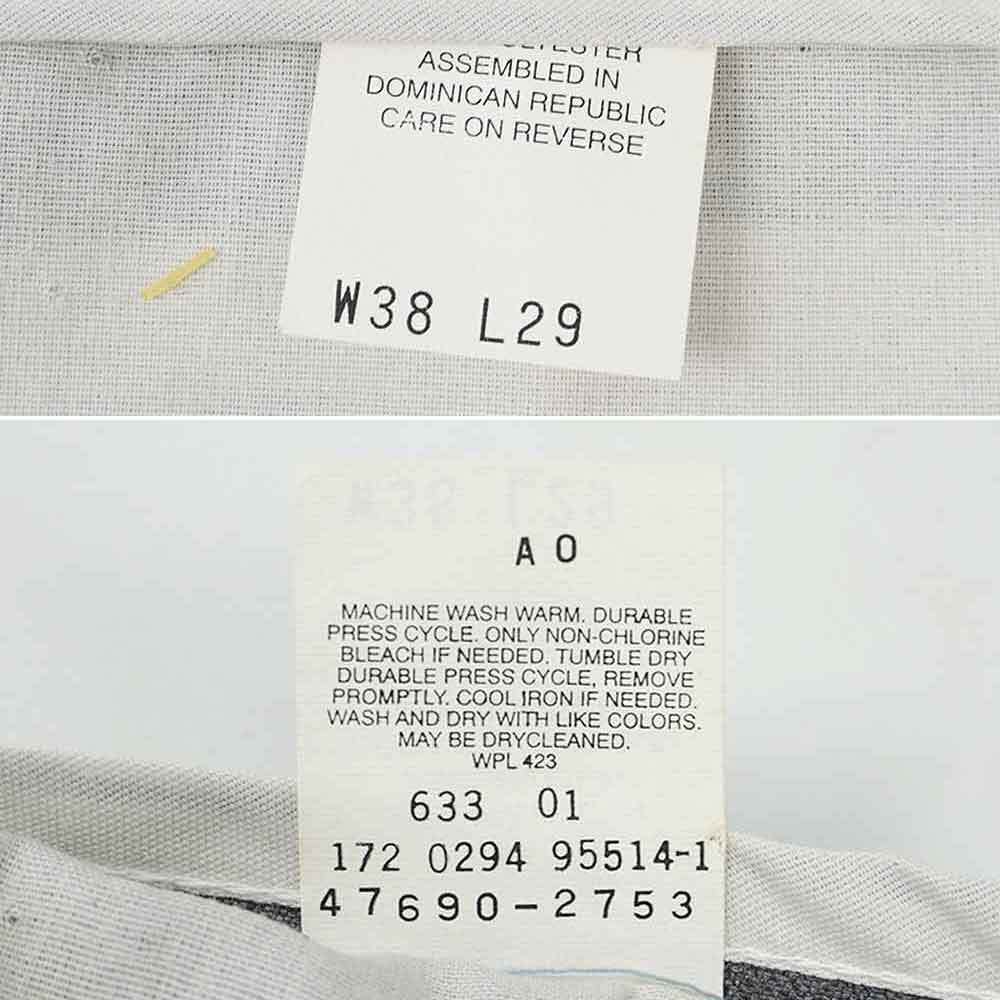 ASSEMBLED IN
DOMINICAN REPUBLIC
CARE ON REVERSE
W38 L29
A O
MACHINE WASH WARM. DURABLE
PRESS CYCLE. ONLY NON-CHLORINE
BLEACH IF NEEDED. TUMBLE DRY
DURABLE PRESS CYCLE, REMOVE
PROMPTLY. COOL IRON IF NEEDED.
WASH AND DRY WITH LIKE COLORS.
MAY BE DRYCLEANED.
WPL 423
633 01
172 0294 95514-1
47690-2753